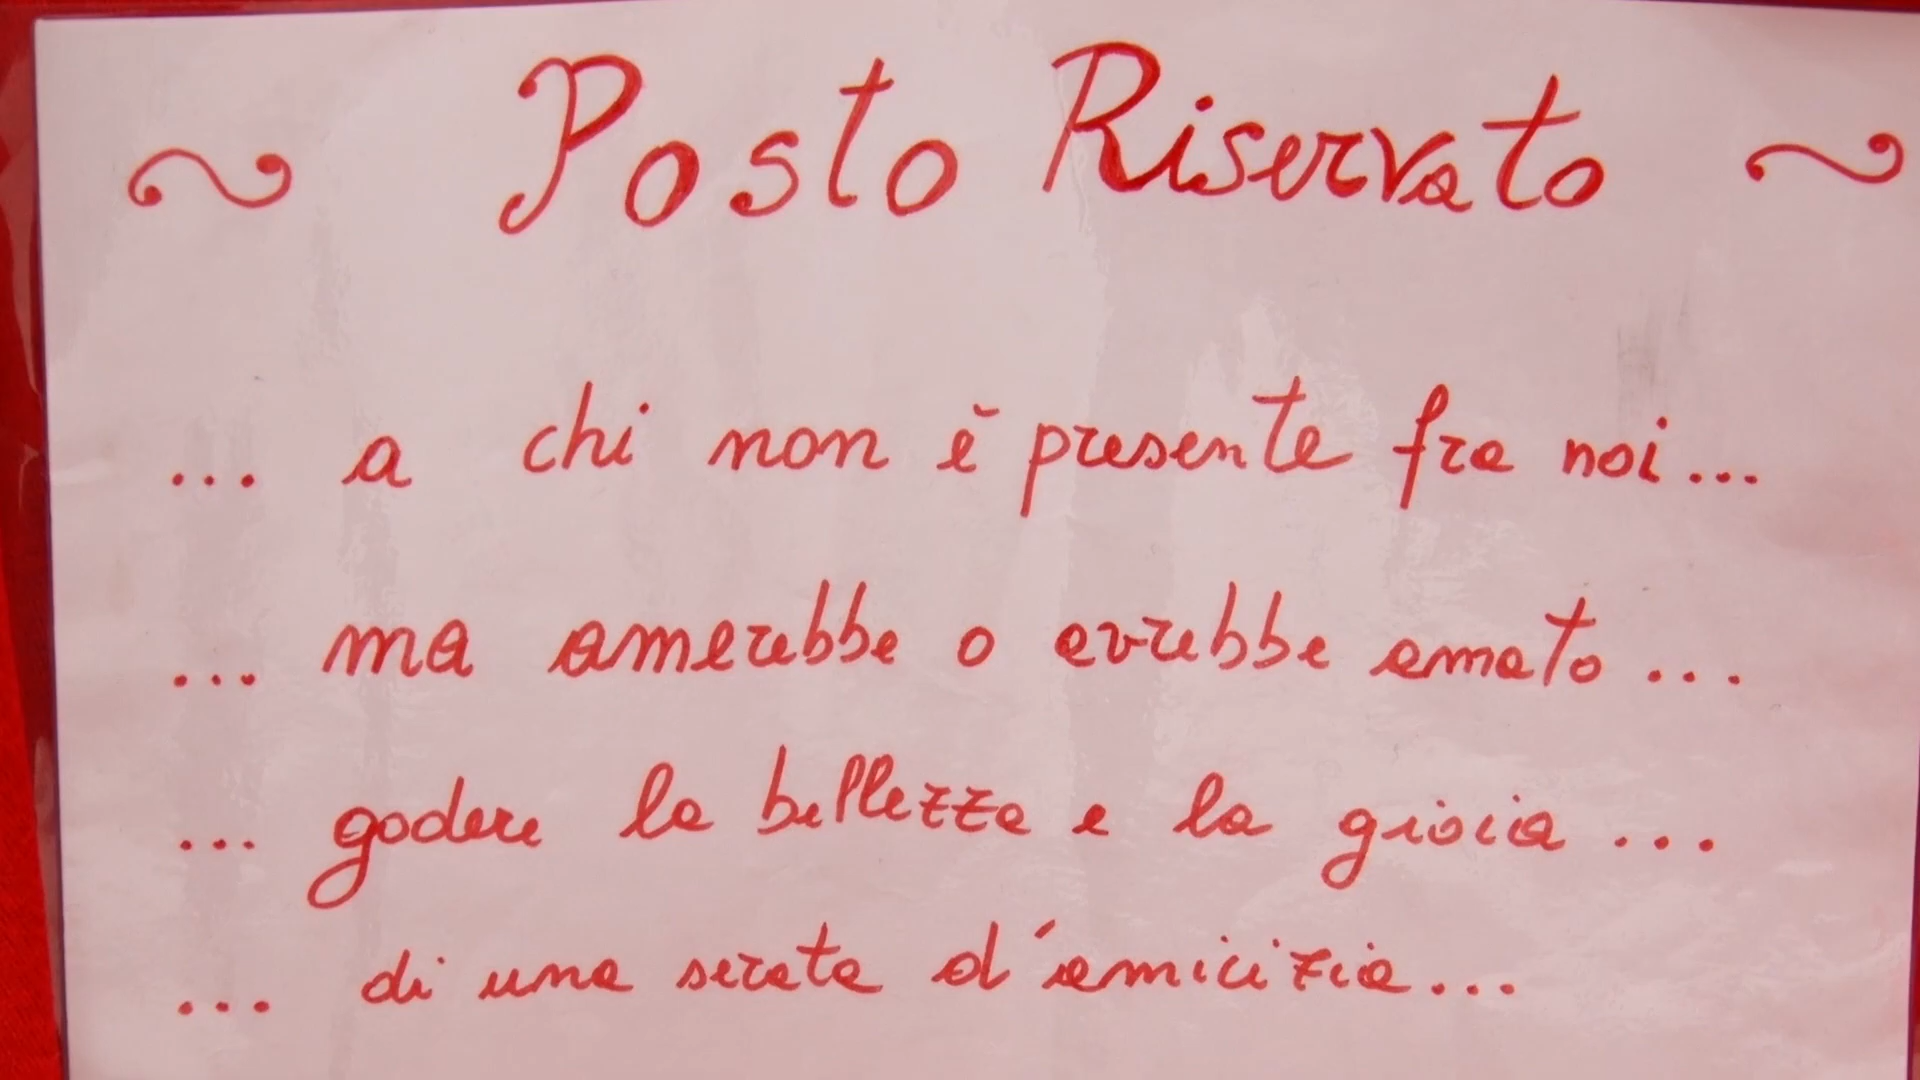 Posto Riservato
... a chi non è presente fra noi...
... ma amerebbe o avrebbe amato...
... godere la bellezza e la gioia...
... di una serata d'amicizia...